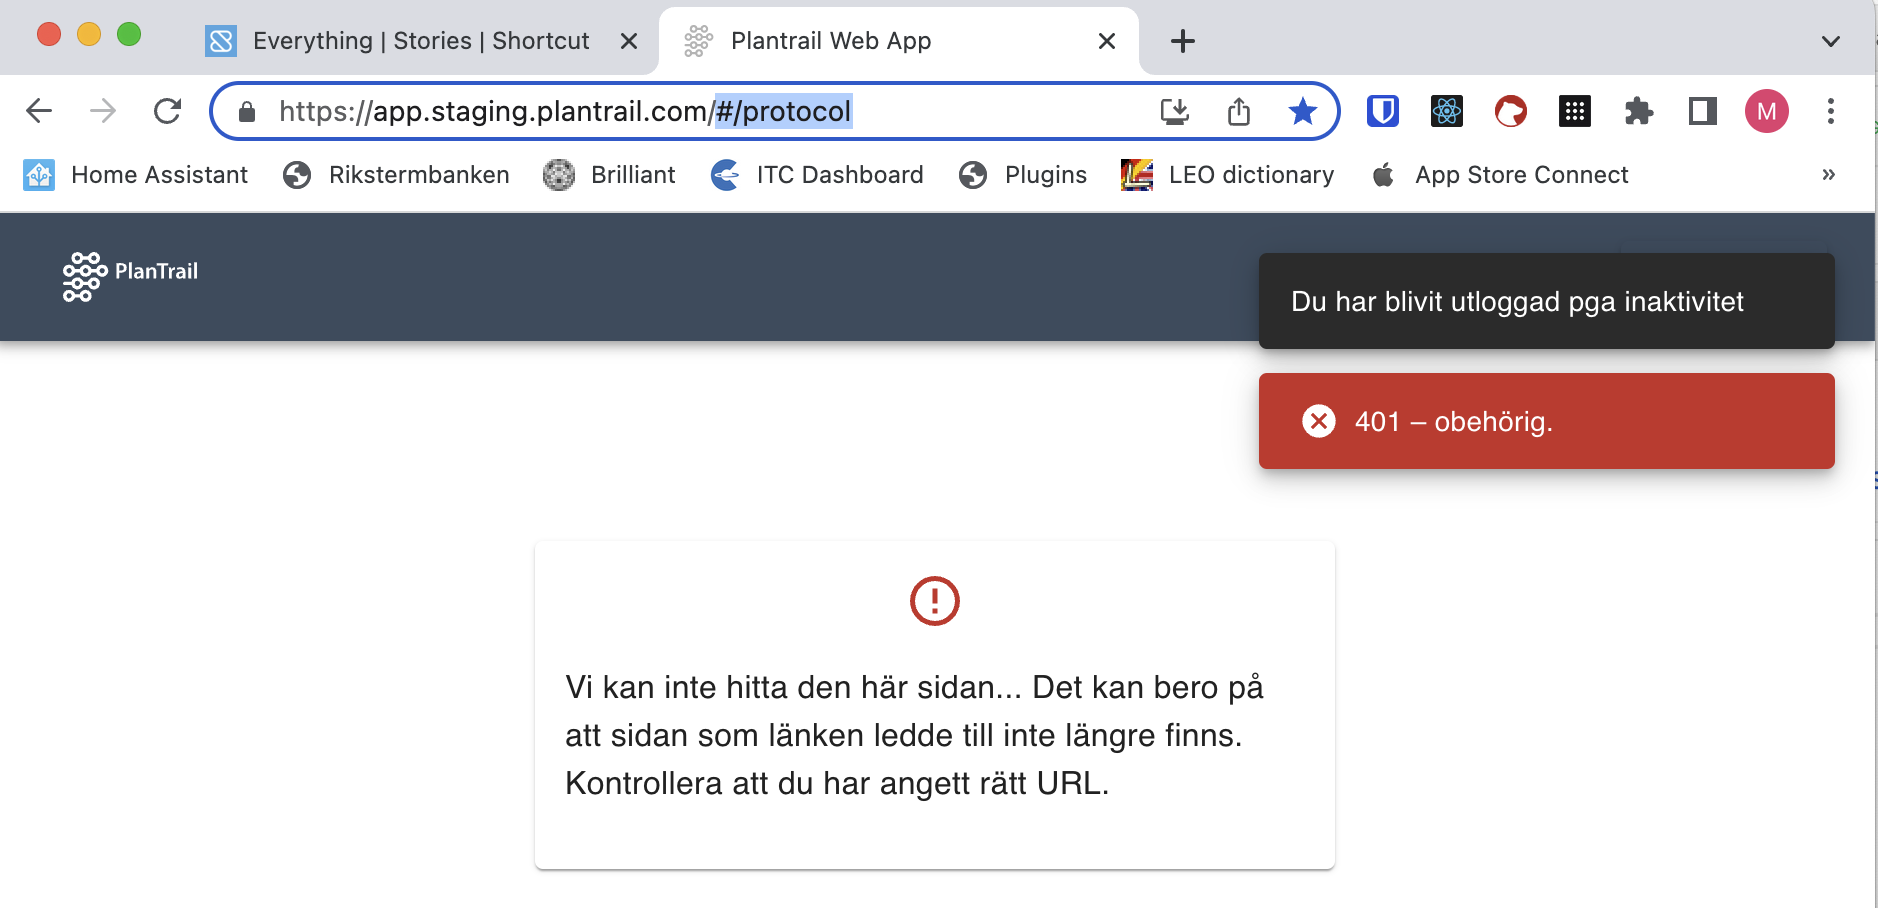 Everything | Stories | Shortcut
Plantrail Web App
https://app.staging.plantrail.com/#/protocol
M
Home Assistant
Rikstermbanken
Brilliant
ITC Dashboard
Plugins
LEO dictionary
App Store Connect
»
PlanTrail
Du har blivit utloggad pga inaktivitet
401 – obehörig.
Vi kan inte hitta den här sidan... Det kan bero på
att sidan som länken ledde till inte längre finns.
Kontrollera att du har angett rätt URL.